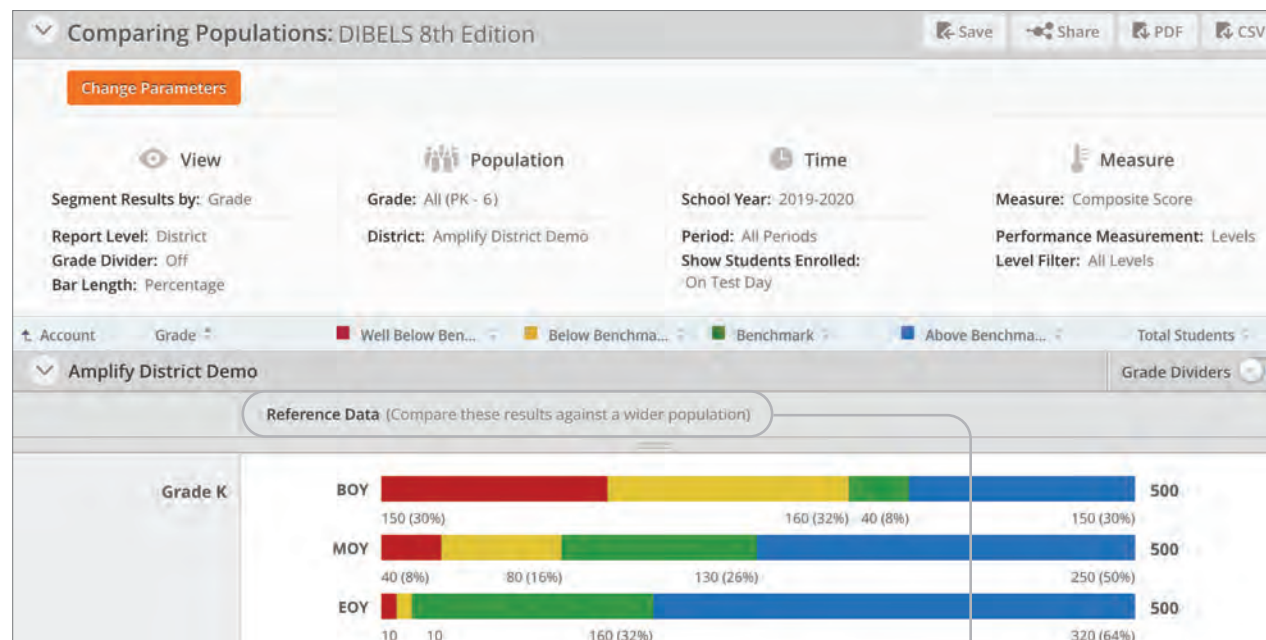 Comparing Populations: DIBELS 8th Edition
Save Share PDF CSV
Change Parameters
View Population Time Measure
Segment Results by: Grade Grade: All (PK - 6) School Year: 2019-2020 Measure: Composite Score
Report Level: District District: Amplify District Demo Period: All Periods Performance Measurement: Levels
Grade Divider: Off Show Students Enrolled: Level Filter: All Levels
Bar Length: Percentage On Test Day
Account Grade Well Below Ben... Below Benchma... Benchmark Above Benchma... Total Students
Amplify District Demo Grade Dividers
Reference Data (Compare these results against a wider population)
Grade K BOY 500
150 (30%) 160 (32%) 40 (8%) 150 (30%)
MOY 500
40 (8%) 80 (16%) 130 (26%) 250 (50%)
EOY 500
10 10 160 (32%) 320 (64%)